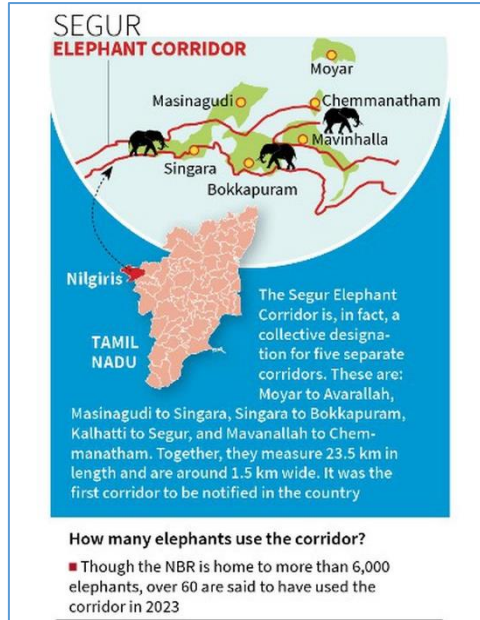 SEGUR
ELEPHANT CORRIDOR
Moyar
Masinagudi
Chemmanatham
Mavinhalla
Singara
Bokkapuram
Nilgiris
TAMIL
NADU
The Segur Elephant
Corridor is, in fact, a
collective designa-
tion for five separate
corridors. These are:
Moyar to Avarallah,
Masinagudi to Singara, Singara to Bokkapuram,
Kalhatti to Segur, and Mavanallah to Chem-
manatham. Together, they measure 23.5 km in
length and are around 1.5 km wide. It was the
first corridor to be notified in the country
How many elephants use the corridor?
■ Though the NBR is home to more than 6,000
elephants, over 60 are said to have used the
corridor in 2023